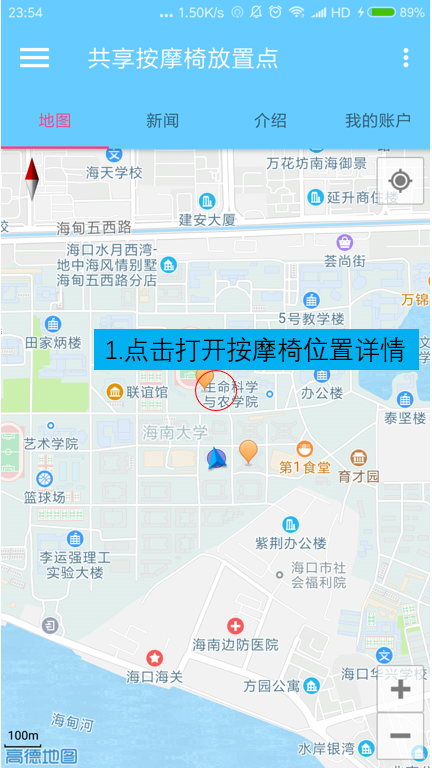 23:54
... 1.50K/s HD 89%
共享按摩椅放置点
地图 新闻 介绍 我的账户
海天学校
万花坊南海御景
延升商住楼
建安大厦
海甸五西路
校
海口水月西湾-
地中海风情别墅
海甸五西路分店
荟尚街
万锦
5号教学楼
田家炳楼
1.点击打开按摩椅位置详情
生命科学
与农学院
联谊馆
办公楼
泰坚楼
海南大学
艺术学院
第1食堂
育才园
篮球场
紫荆办公楼
李运强理工
实验大楼
海口市社
会福利院
海南边防医院
海口海关
海口华兴学校
方园公寓
海甸河
100m
高德地图
水岸银湾